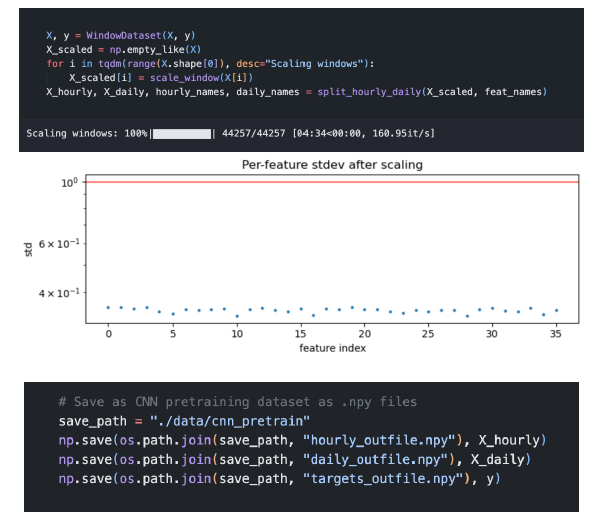 X, y = WindowDataset(X, y)
X_scaled = np.empty_like(X)
for i in tqdm(range(X.shape[0]), desc="Scaling windows"):
    X_scaled[i] = scale_window(X[i])
X_hourly, X_daily, hourly_names, daily_names = split_hourly_daily(X_scaled, feat_names)
Scaling windows: 100%|██████████| 44257/44257 [04:34<00:00, 160.95it/s]
Per-feature stdev after scaling
10⁰
6 × 10⁻¹
4 × 10⁻¹
std
0 5 10 15 20 25 30 35
feature index
# Save as CNN pretraining dataset as .npy files
save_path = "./data/cnn_pretrain"
np.save(os.path.join(save_path, "hourly_outfile.npy"), X_hourly)
np.save(os.path.join(save_path, "daily_outfile.npy"), X_daily)
np.save(os.path.join(save_path, "targets_outfile.npy"), y)